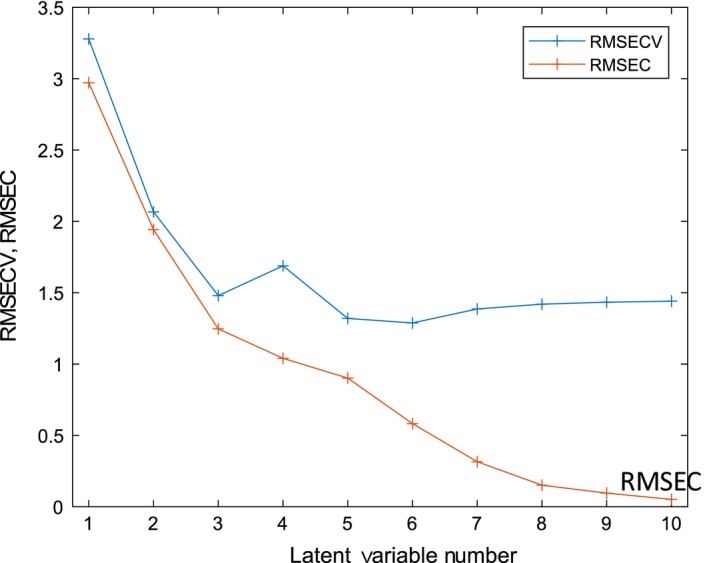 3.5
3
2.5
2
1.5
1
0.5
0
RMSECV, RMSEC
RMSECV
RMSEC
RMSEC
1 2 3 4 5 6 7 8 9 10
Latent variable number